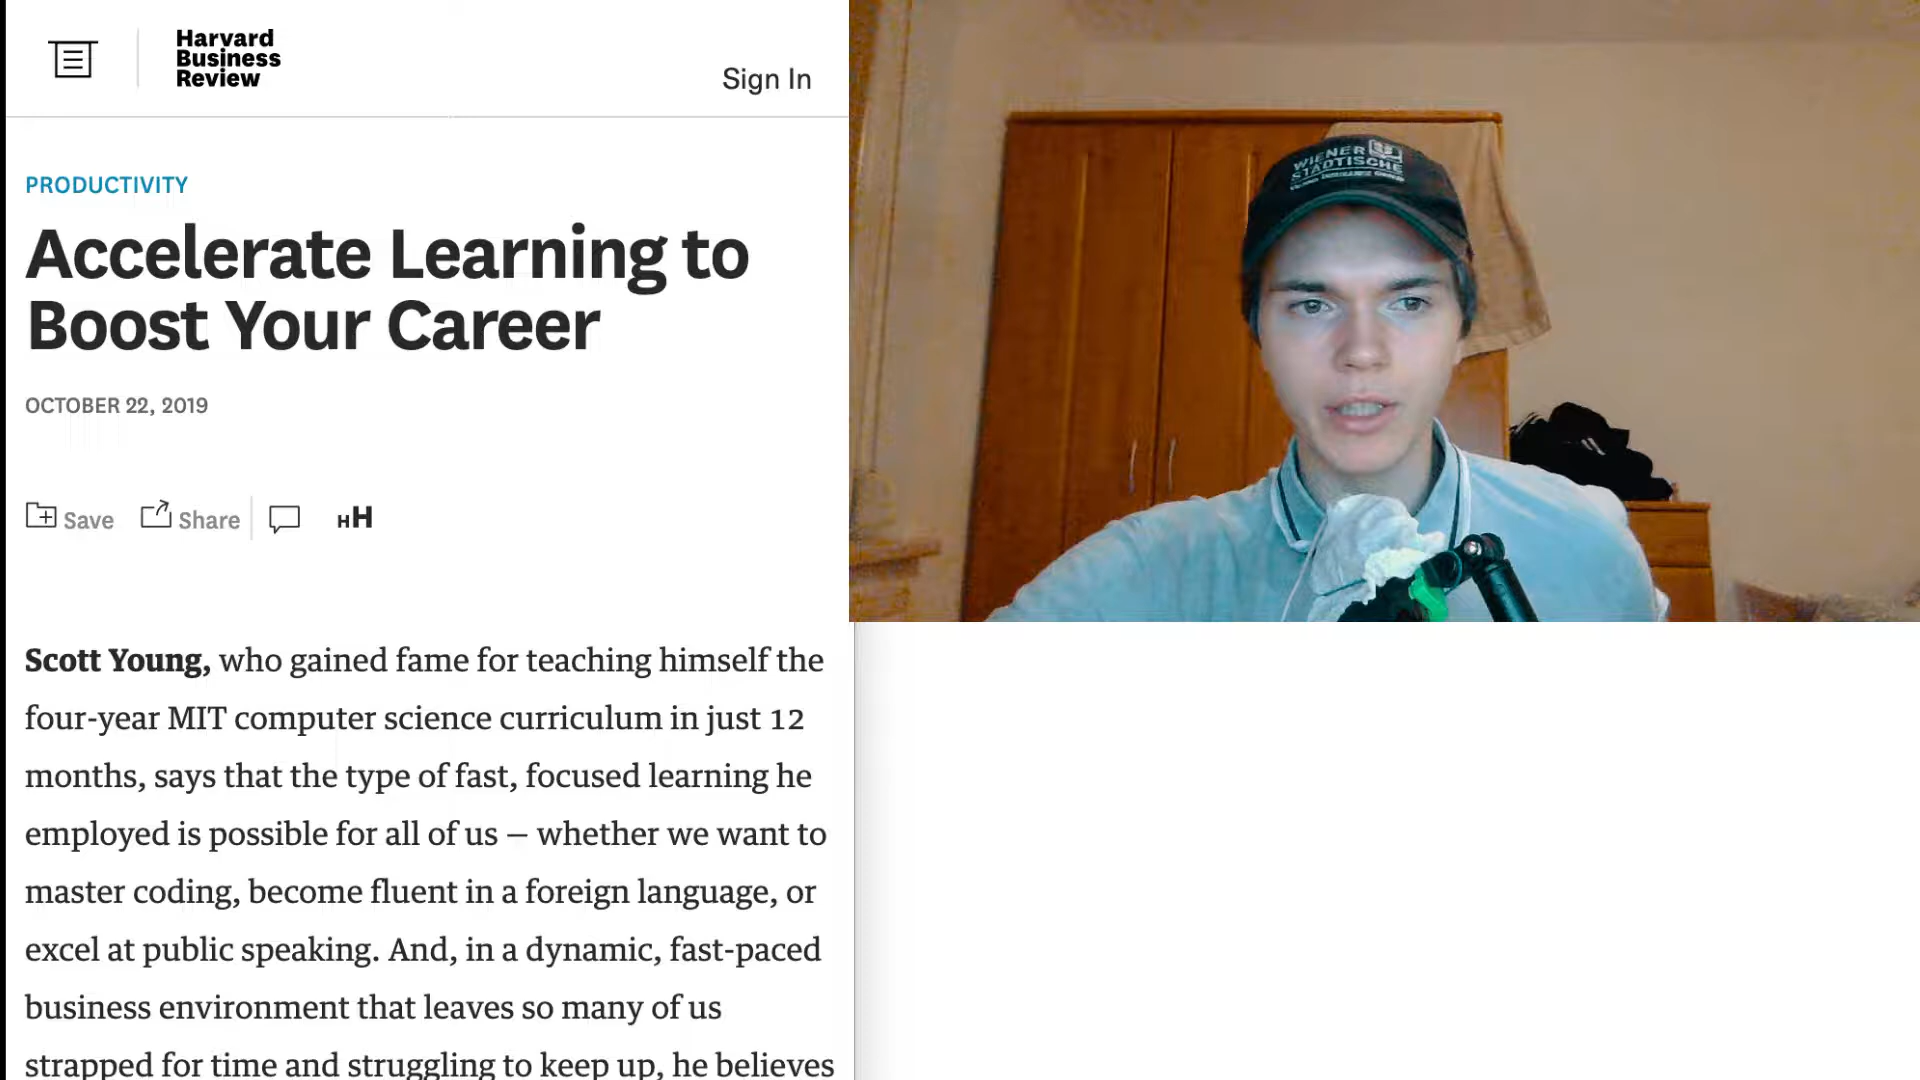 Harvard
Business
Review
Sign In
PRODUCTIVITY
Accelerate Learning to
Boost Your Career
OCTOBER 22, 2019
Save
Share
HH
Scott Young, who gained fame for teaching himself the
four-year MIT computer science curriculum in just 12
months, says that the type of fast, focused learning he
employed is possible for all of us — whether we want to
master coding, become fluent in a foreign language, or
excel at public speaking. And, in a dynamic, fast-paced
business environment that leaves so many of us
strapped for time and struggling to keep up, he believes
WIENER
STÄDTISCHE